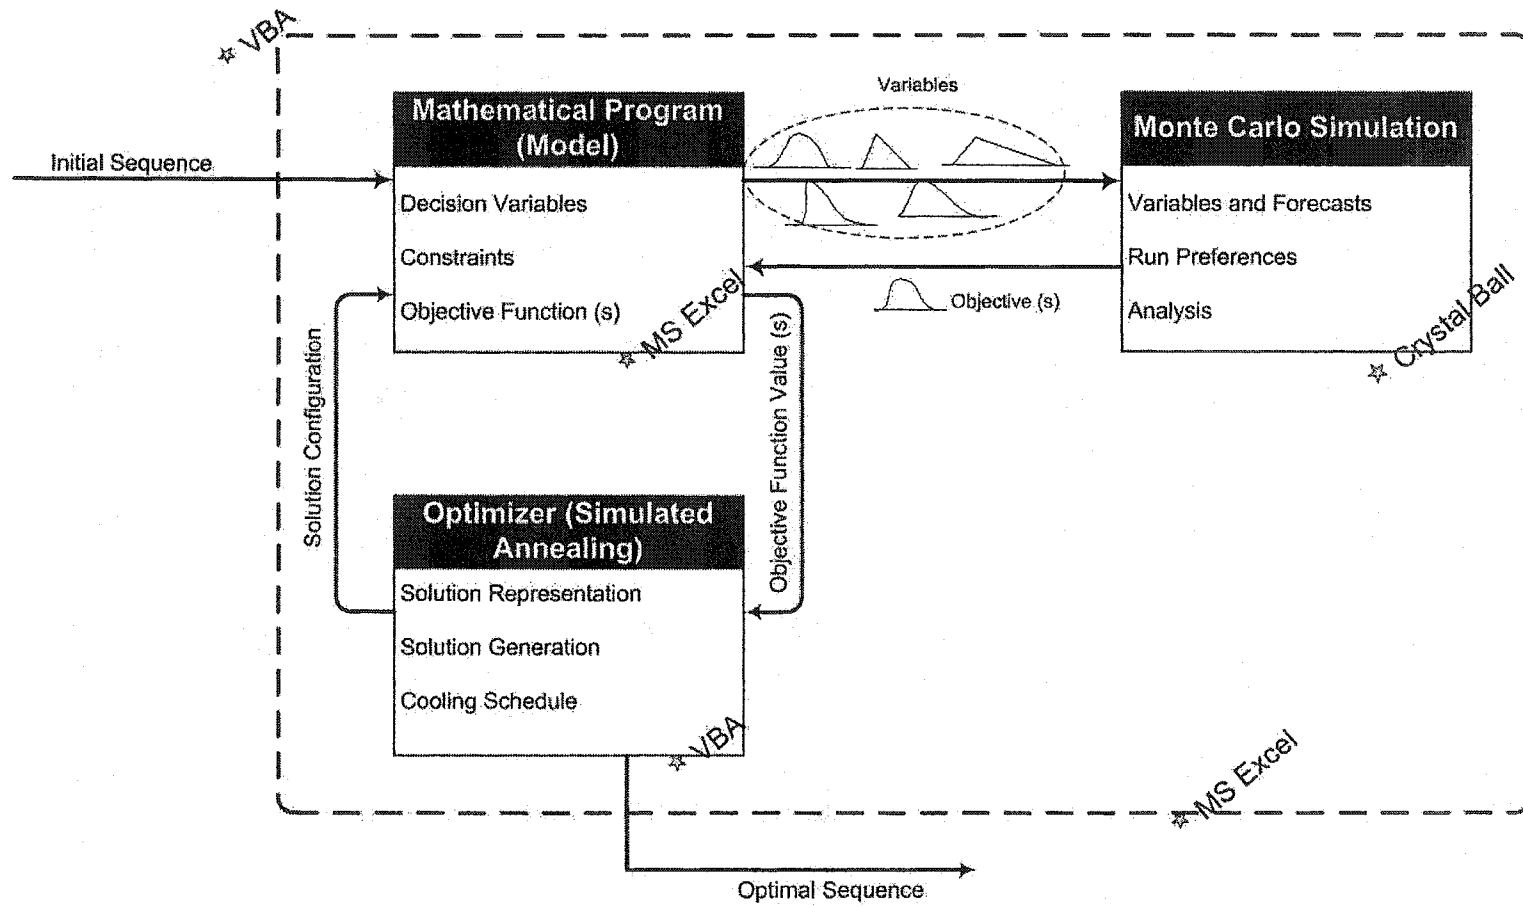 ☆ VBA
Variables
Mathematical Program
(Model)
Monte Carlo Simulation
Initial Sequence
Decision Variables
Constraints
Objective Function (s)
☆ MS Excel
Variables and Forecasts
Run Preferences
Analysis
☆ Crystal Ball
Objective (s)
Solution Configuration
Objective Function Value (s)
Optimizer (Simulated
Annealing)
Solution Representation
Solution Generation
Cooling Schedule
☆ VBA
☆ MS Excel
Optimal Sequence